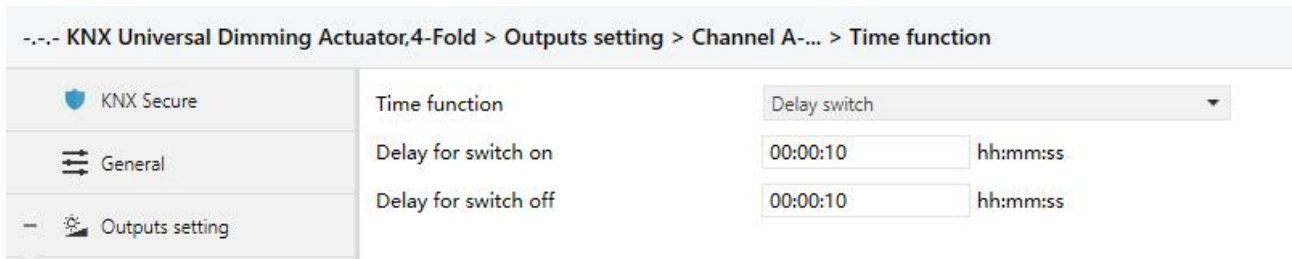 -.-.- KNX Universal Dimming Actuator,4-Fold > Outputs setting > Channel A-... > Time function
KNX Secure
General
Outputs setting
Time function Delay switch
Delay for switch on 00:00:10 hh:mm:ss
Delay for switch off 00:00:10 hh:mm:ss